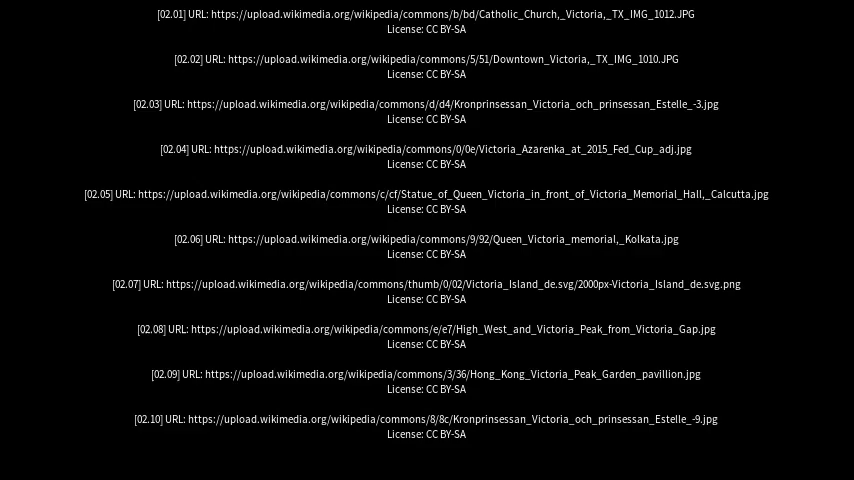 [02.01] URL: https://upload.wikimedia.org/wikipedia/commons/b/bd/Catholic_Church,_Victoria,_TX_IMG_1012.JPG
License: CC BY-SA
[02.02] URL: https://upload.wikimedia.org/wikipedia/commons/5/51/Downtown_Victoria,_TX_IMG_1010.JPG
License: CC BY-SA
[02.03] URL: https://upload.wikimedia.org/wikipedia/commons/d/d4/Kronprinsessan_Victoria_och_prinsessan_Estelle_-3.jpg
License: CC BY-SA
[02.04] URL: https://upload.wikimedia.org/wikipedia/commons/0/0e/Victoria_Azarenka_at_2015_Fed_Cup_adj.jpg
License: CC BY-SA
[02.05] URL: https://upload.wikimedia.org/wikipedia/commons/c/cf/Statue_of_Queen_Victoria_in_front_of_Victoria_Memorial_Hall,_Calcutta.jpg
License: CC BY-SA
[02.06] URL: https://upload.wikimedia.org/wikipedia/commons/9/92/Queen_Victoria_memorial,_Kolkata.jpg
License: CC BY-SA
[02.07] URL: https://upload.wikimedia.org/wikipedia/commons/thumb/0/02/Victoria_Island_de.svg/2000px-Victoria_Island_de.svg.png
License: CC BY-SA
[02.08] URL: https://upload.wikimedia.org/wikipedia/commons/e/e7/High_West_and_Victoria_Peak_from_Victoria_Gap.jpg
License: CC BY-SA
[02.09] URL: https://upload.wikimedia.org/wikipedia/commons/3/36/Hong_Kong_Victoria_Peak_Garden_pavillion.jpg
License: CC BY-SA
[02.10] URL: https://upload.wikimedia.org/wikipedia/commons/8/8c/Kronprinsessan_Victoria_och_prinsessan_Estelle_-9.jpg
License: CC BY-SA